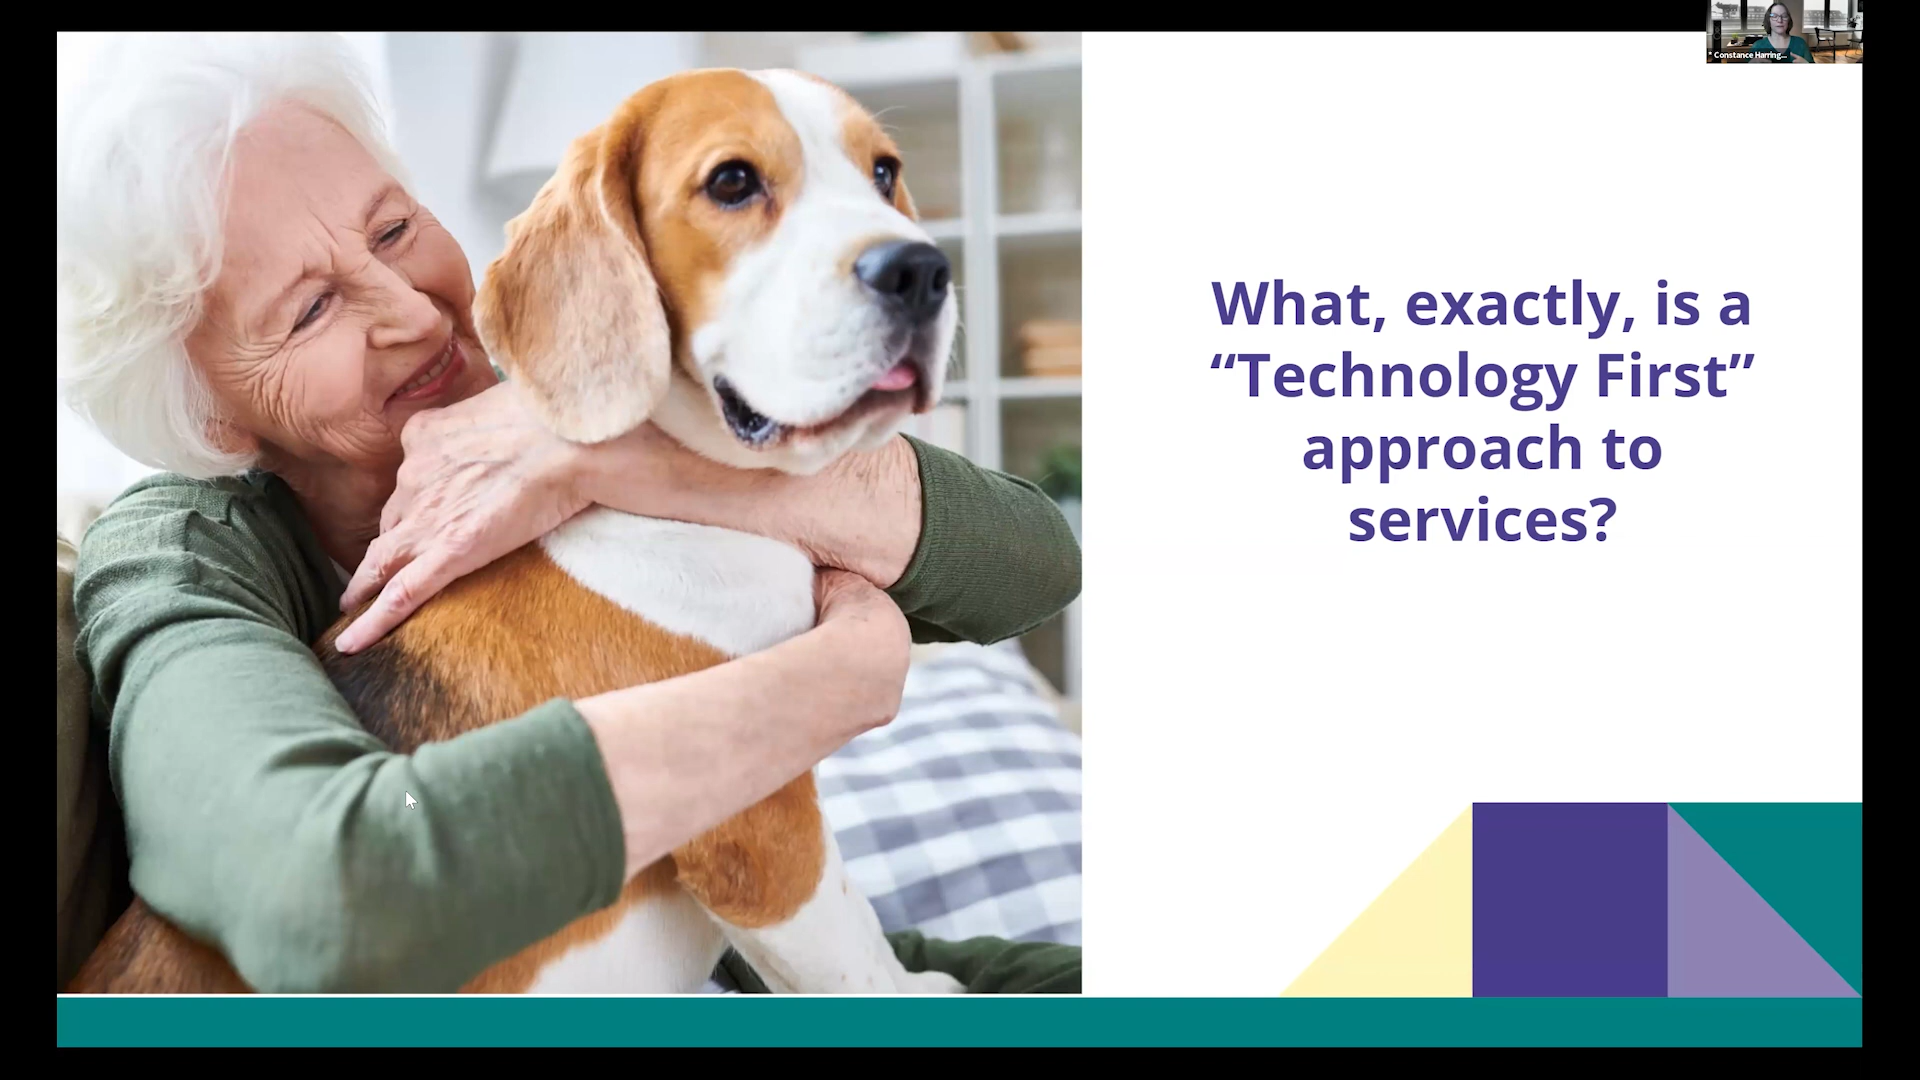 * Constance Harring...
What, exactly, is a
“Technology First”
approach to
services?